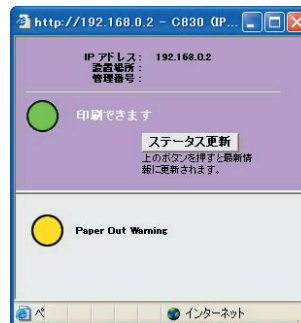 http://192.168.0.2 - C830 (IP...
IP アドレス： 192.168.0.2
設置場所：
管理番号：
印刷できます
ステータス更新
上のボタンを押すと最新情
報に更新されます。
Paper Out Warning
ペ
インターネット